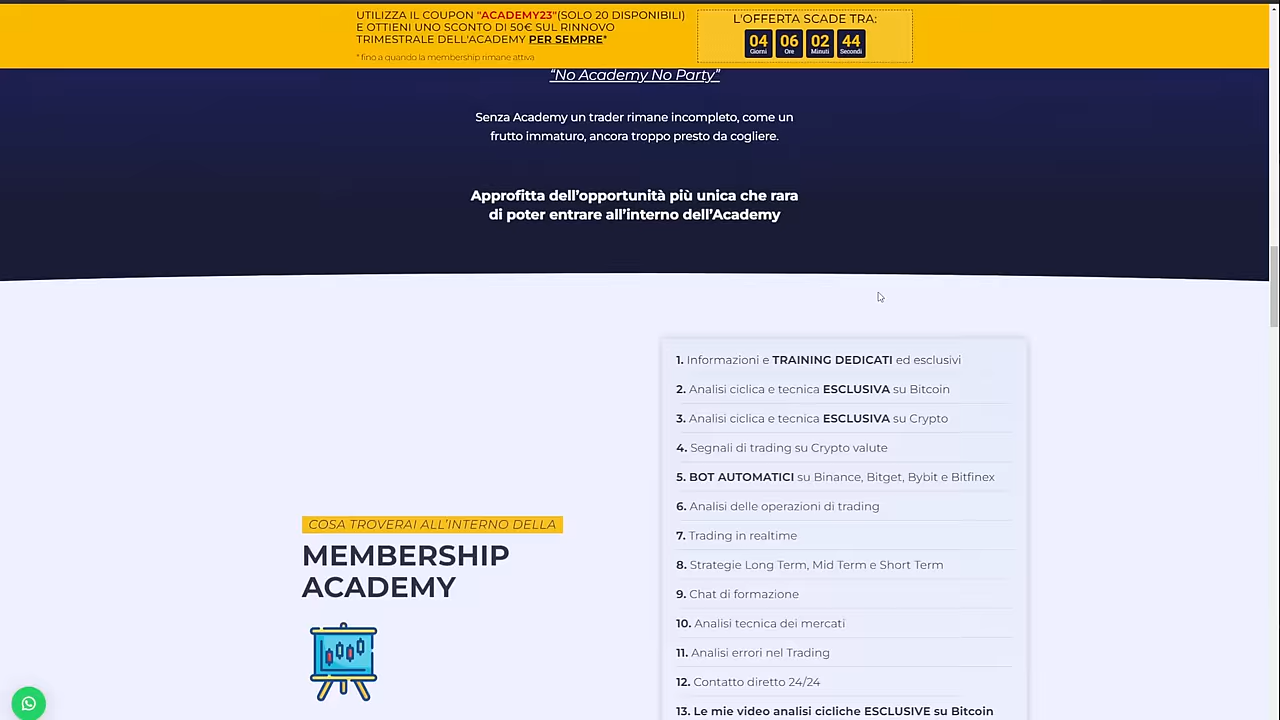 UTILIZZA IL COUPON "ACADEMY23"(SOLO 20 DISPONIBILI)
E OTTIENI UNO SCONTO DI 50€ SUL RINNOVO
TRIMESTRALE DELL'ACADEMY PER SEMPRE*
* fino a quando la membership rimane attiva
L'OFFERTA SCADE TRA:
04 06 02 44
Giorni Ore Minuti Secondi
“No Academy No Party”
Senza Academy un trader rimane incompleto, come un
frutto immaturo, ancora troppo presto da cogliere.
Approfitta dell’opportunità più unica che rara
di poter entrare all’interno dell’Academy
COSA TROVERAI ALL’INTERNO DELLA
MEMBERSHIP
ACADEMY
1. Informazioni e TRAINING DEDICATI ed esclusivi
2. Analisi ciclica e tecnica ESCLUSIVA su Bitcoin
3. Analisi ciclica e tecnica ESCLUSIVA su Crypto
4. Segnali di trading su Crypto valute
5. BOT AUTOMATICI su Binance, Bitget, Bybit e Bitfinex
6. Analisi delle operazioni di trading
7. Trading in realtime
8. Strategie Long Term, Mid Term e Short Term
9. Chat di formazione
10. Analisi tecnica dei mercati
11. Analisi errori nel Trading
12. Contatto diretto 24/24
13. Le mie video analisi cicliche ESCLUSIVE su Bitcoin